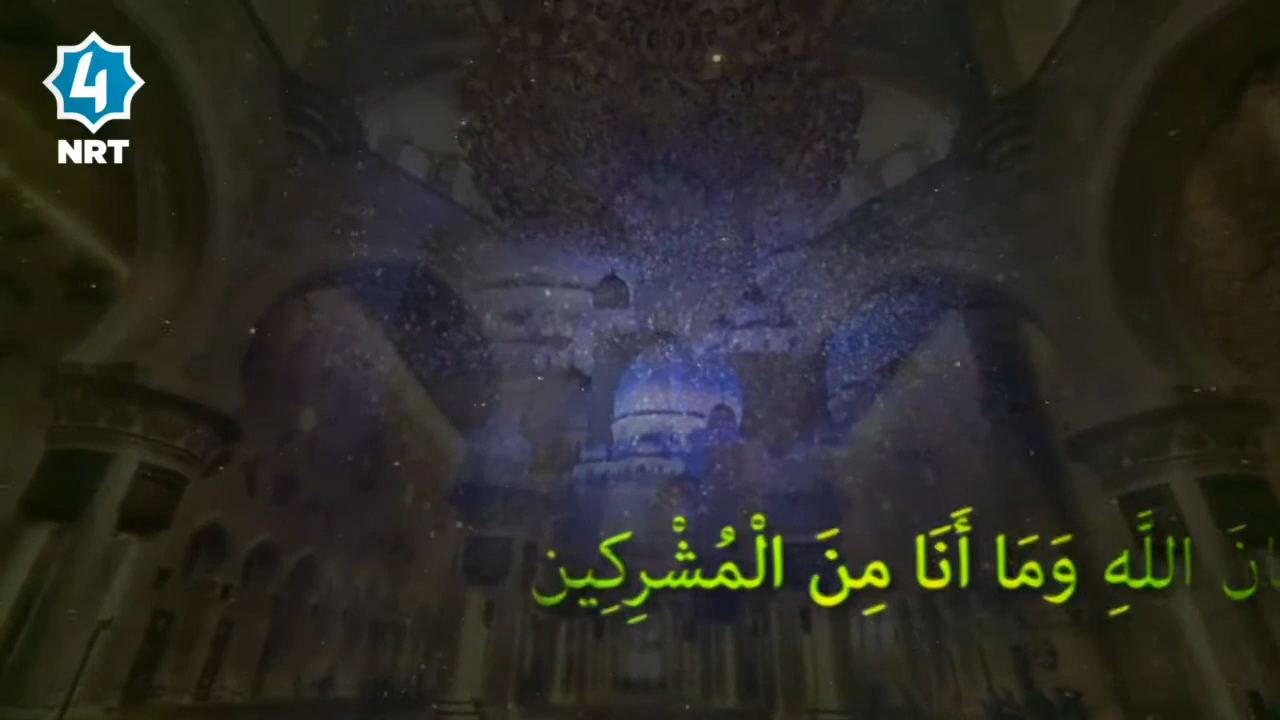 4
NRT
اللَّهِ وَمَا أَنَا مِنَ الْمُشْرِكِين